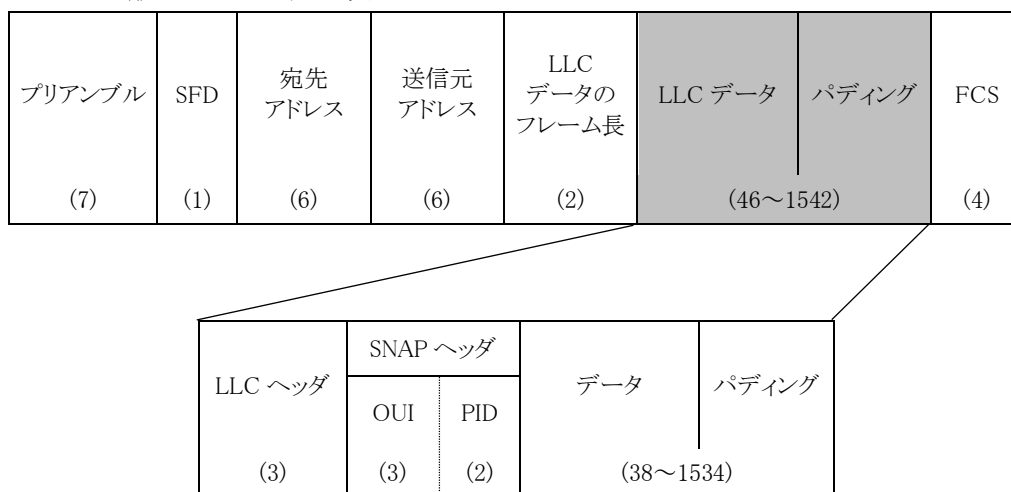 プリアンブル
SFD
宛先
アドレス
送信元
アドレス
LLC
データの
フレーム長
LLC データ
パディング
FCS
(7)
(1)
(6)
(6)
(2)
(46～1542)
(4)
LLC ヘッダ
SNAP ヘッダ
OUI
PID
データ
パディング
(3)
(3)
(2)
(38～1534)